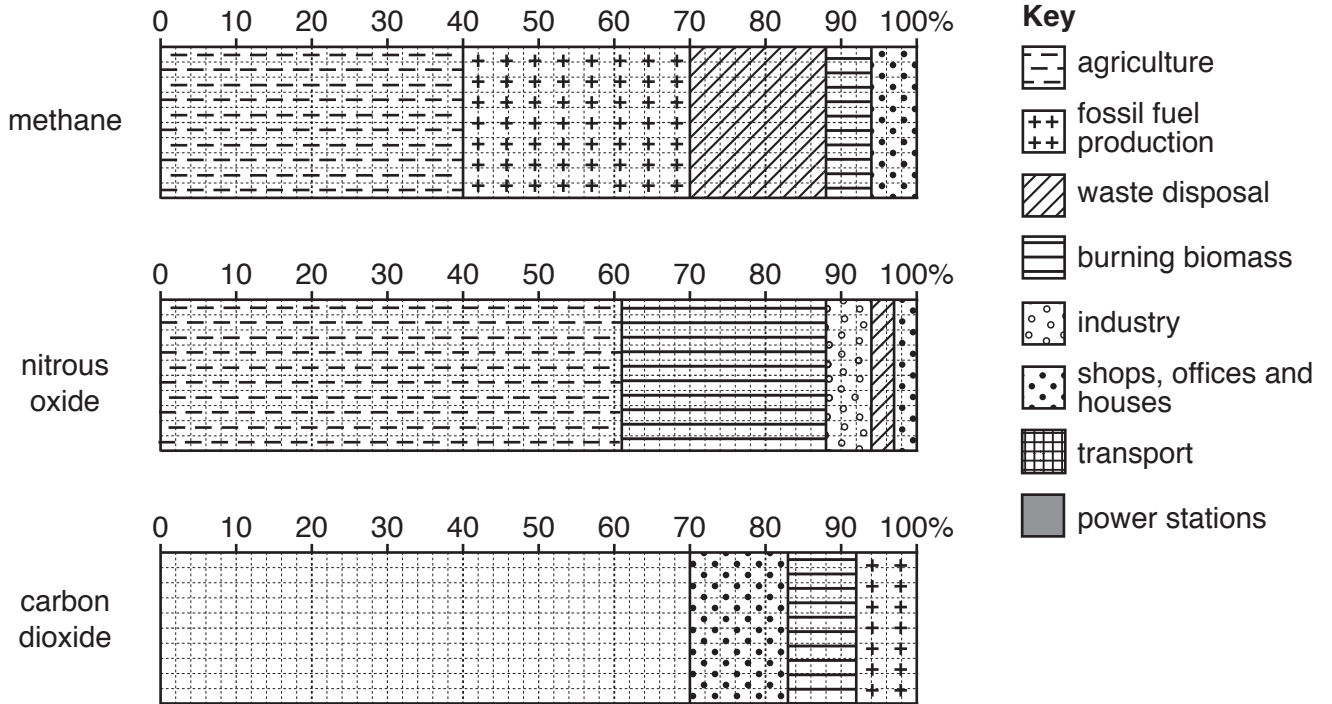 0 10 20 30 40 50 60 70 80 90 100%
methane
0 10 20 30 40 50 60 70 80 90 100%
nitrous
oxide
0 10 20 30 40 50 60 70 80 90 100%
carbon
dioxide
Key
agriculture
fossil fuel
production
waste disposal
burning biomass
industry
shops, offices and
houses
transport
power stations